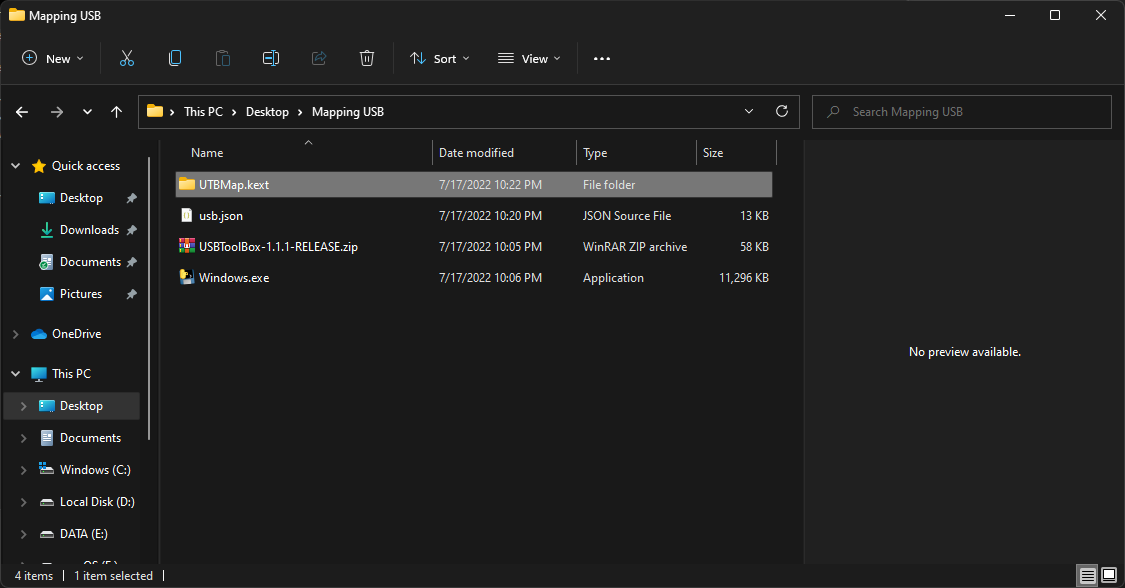 Mapping USB
New
Sort
View
This PC
Desktop
Mapping USB
Search Mapping USB
Quick access
Desktop
Downloads
Documents
Pictures
OneDrive
This PC
Desktop
Documents
Windows (C:)
Local Disk (D:)
DATA (E:)
Name Date modified Type Size
UTBMap.kext 7/17/2022 10:22 PM File folder
usb.json 7/17/2022 10:20 PM JSON Source File 13 KB
USBToolBox-1.1.1-RELEASE.zip 7/17/2022 10:05 PM WinRAR ZIP archive 58 KB
Windows.exe 7/17/2022 10:06 PM Application 11,296 KB
No preview available.
4 items
1 item selected